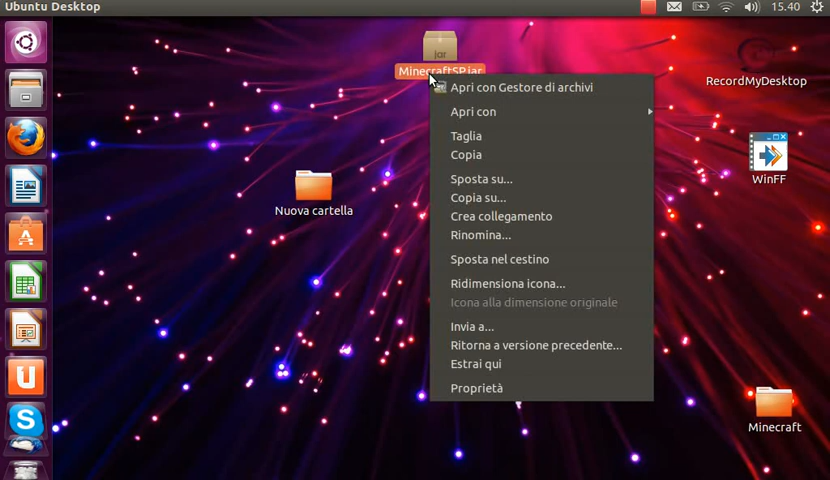 Ubuntu Desktop
15.40
jar
MinecraftSP.jar
RecordMyDesktop
WinFF
Nuova cartella
Minecraft
Apri con Gestore di archivi
Apri con
Taglia
Copia
Sposta su...
Copia su...
Crea collegamento
Rinomina...
Sposta nel cestino
Ridimensiona icona...
Icona alla dimensione originale
Invia a...
Ritorna a versione precedente...
Estrai qui
Proprietà